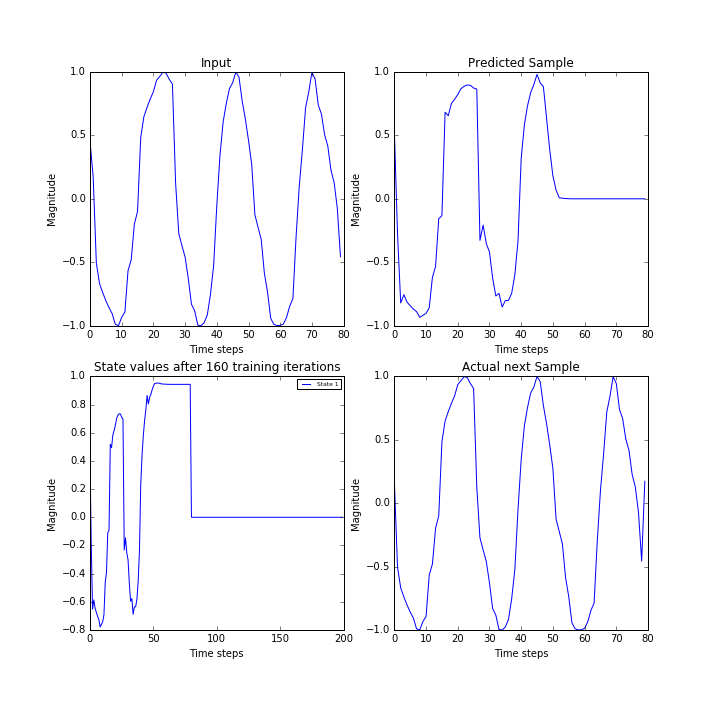 Input
1.0
0.5
0.0
−0.5
−1.0
Magnitude
0 10 20 30 40 50 60 70 80
Time steps
Predicted Sample
1.0
0.5
0.0
−0.5
−1.0
Magnitude
0 10 20 30 40 50 60 70 80
Time steps
State values after 160 training iterations
1.0
0.8
0.6
0.4
0.2
0.0
−0.2
−0.4
−0.6
−0.8
Magnitude
State 1
0 50 100 150 200
Time steps
Actual next Sample
1.0
0.5
0.0
−0.5
−1.0
Magnitude
0 10 20 30 40 50 60 70 80
Time steps